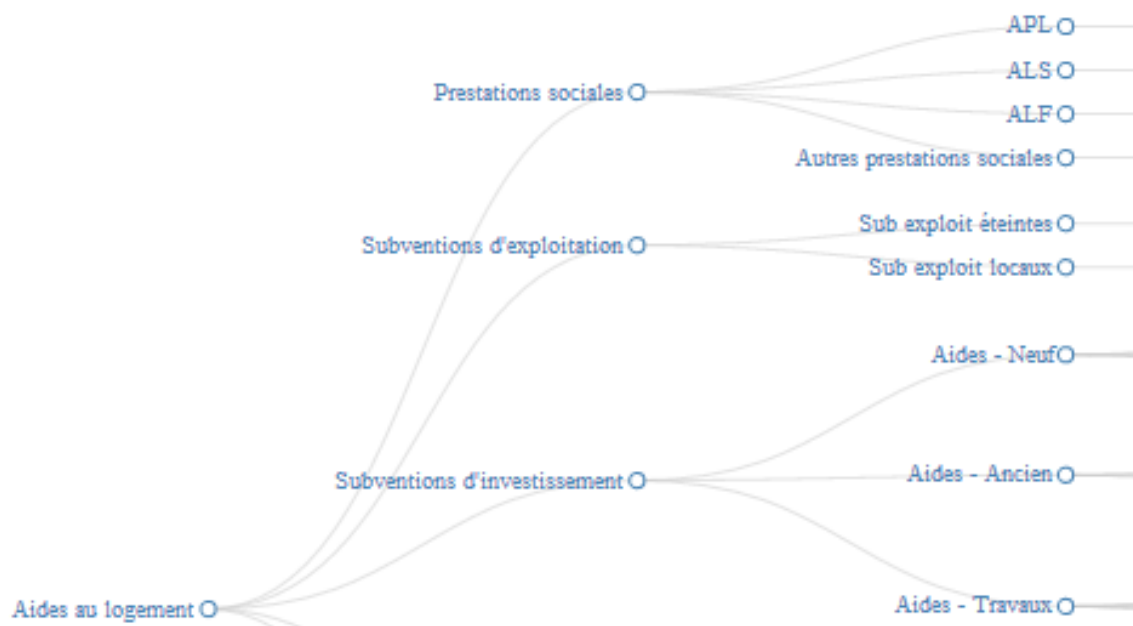 APL
ALS
Prestations sociales
ALF
Autres prestations sociales
Sub exploit éteintes
Subventions d'exploitation
Sub exploit locaux
Aides - Neuf
Aides - Ancien
Subventions d'investissement
Aides - Travaux
Aides au logement